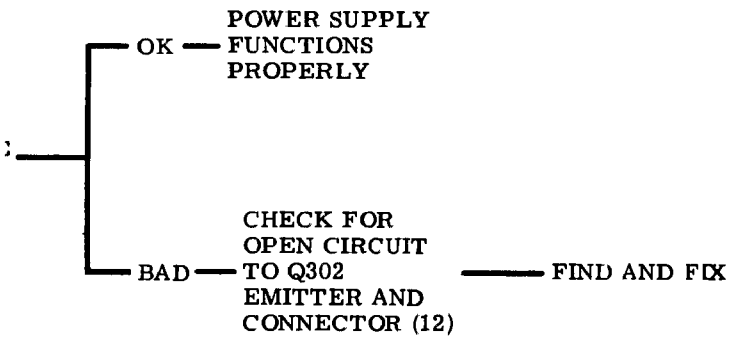 POWER SUPPLY
OK FUNCTIONS
PROPERLY
CHECK FOR
OPEN CIRCUIT
BAD TO Q302 FIND AND FIX
EMITTER AND
CONNECTOR (12)